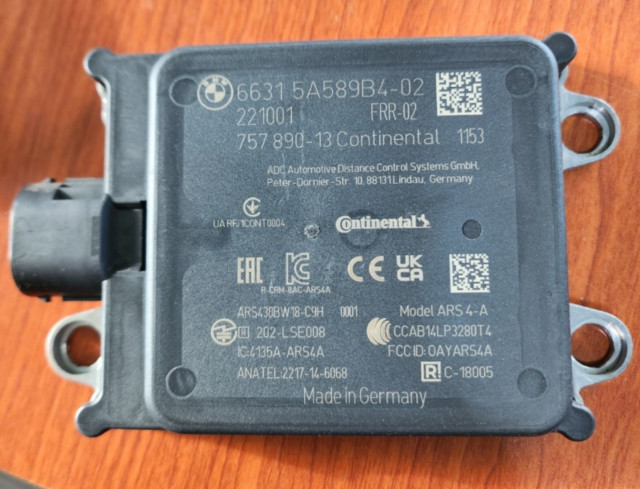 BMW
6631 5A589B4-02
221001 FRR-02
757 890-13 Continental 1153
ADC Automotive Distance Control Systems GmbH,
Peter-Dornier-Str. 10, 88131 Lindau, Germany
UA RF:1CONT0004
Continental
EAC CE UK CA
R-CRM-BAC-ARS4A
ARS430BW18-C9H 0001 Model ARS 4-A
R 202-LSE008 CCAB14LP3280T4
IC:4135A-ARS4A FCC ID: OAYARS4A
ANATEL:2217-14-6068 R C-18005
Made in Germany